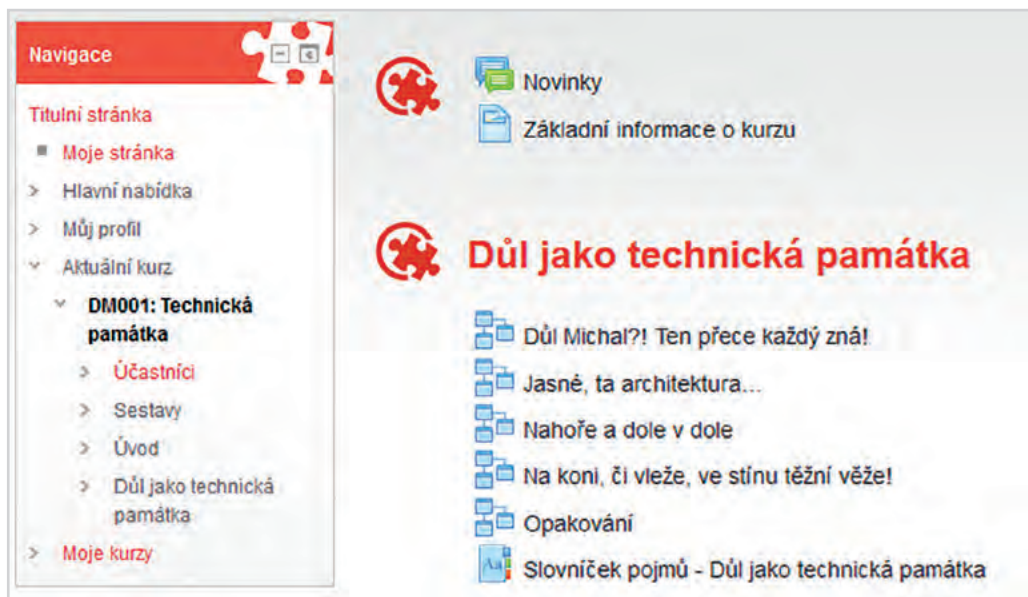 Navigace
Titulní stránka
Moje stránka
Hlavní nabídka
Můj profil
Aktuální kurz
DM001: Technická
památka
Účastníci
Sestavy
Úvod
Důl jako technická
památka
Moje kurzy
Novinky
Základní informace o kurzu
Důl jako technická památka
Důl Michal?! Ten přece každý zná!
Jasné, ta architektura...
Nahoře a dole v dole
Na koni, či vleže, ve stínu těžní věže!
Opakování
Slovníček pojmů - Důl jako technická památka